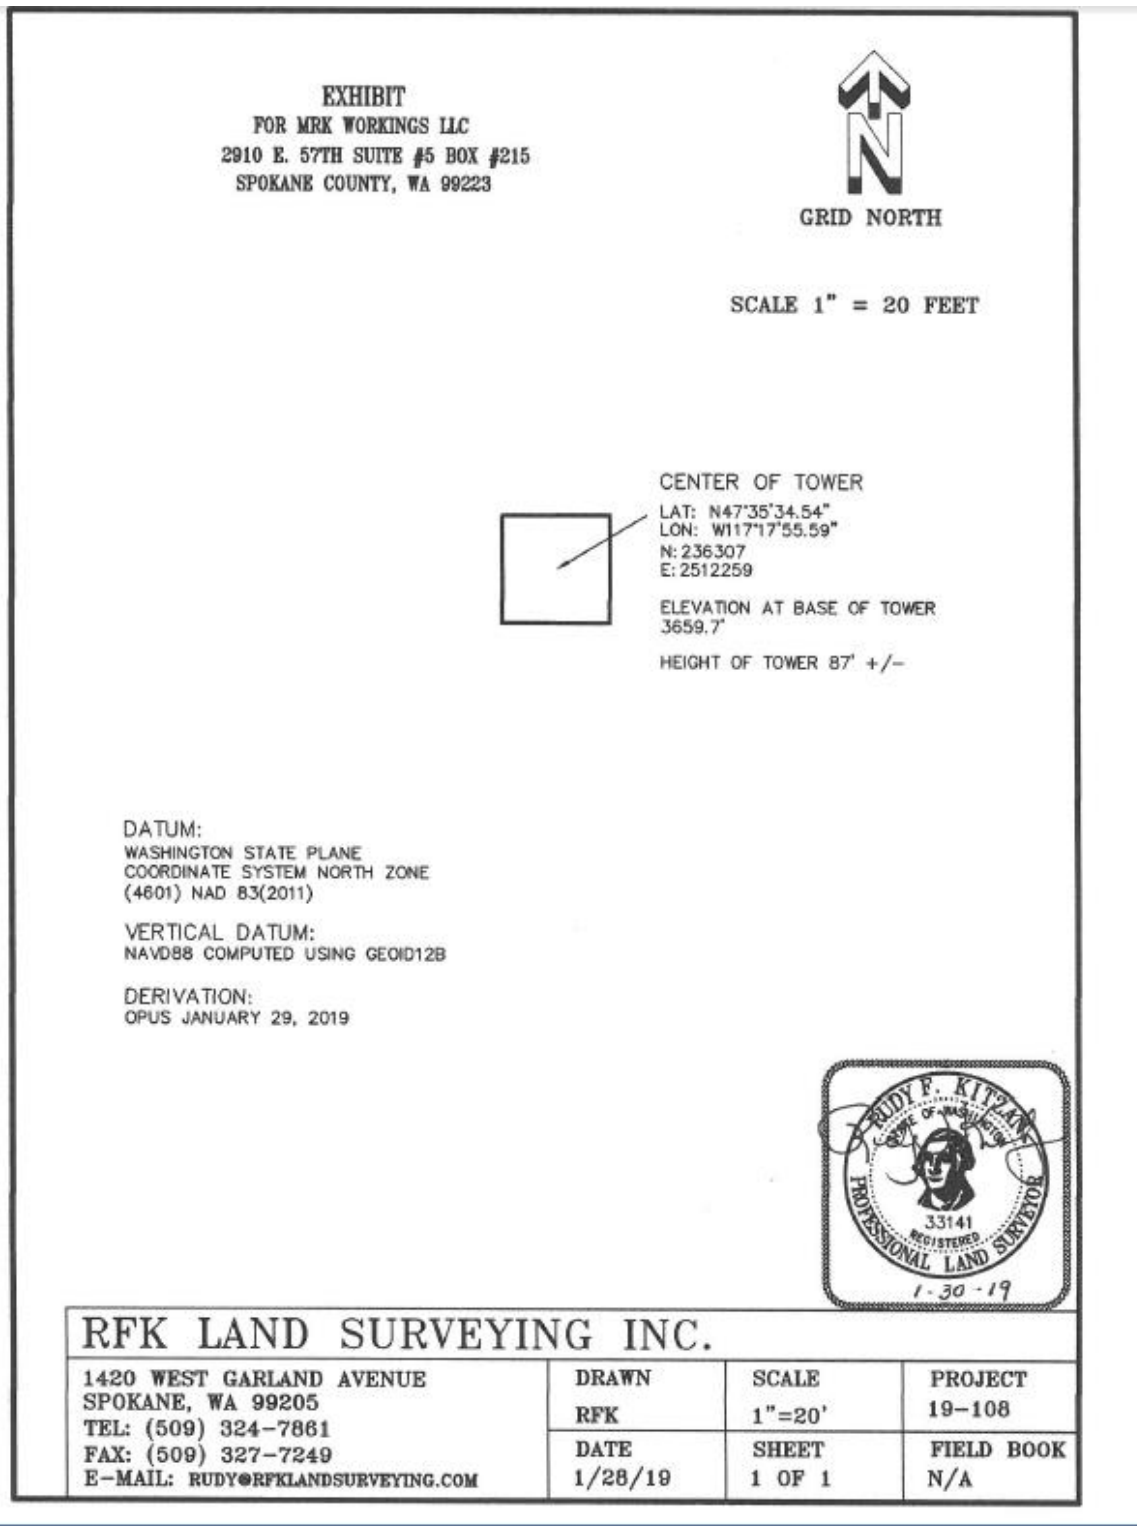 EXHIBIT
FOR MRK WORKINGS LLC
2910 E. 57TH SUITE #5 BOX #215
SPOKANE COUNTY, WA 99223
N
GRID NORTH
SCALE 1" = 20 FEET
CENTER OF TOWER
LAT: N47°35'34.54"
LON: W117°17'55.59"
N: 236307
E: 2512259
ELEVATION AT BASE OF TOWER
3659.7'
HEIGHT OF TOWER 87' +/-
DATUM:
WASHINGTON STATE PLANE
COORDINATE SYSTEM NORTH ZONE
(4601) NAD 83(2011)
VERTICAL DATUM:
NAVD88 COMPUTED USING GEOID12B
DERIVATION:
OPUS JANUARY 29, 2019
RUDY F. KITZAN
STATE OF WASHINGTON
33141
REGISTERED
PROFESSIONAL LAND SURVEYOR
1-30-19
RFK LAND SURVEYING INC.
1420 WEST GARLAND AVENUE
SPOKANE, WA 99205
TEL: (509) 324-7861
FAX: (509) 327-7249
E-MAIL: RUDY@RFKLANDSURVEYING.COM
DRAWN
RFK
SCALE
1"=20'
PROJECT
19-108
DATE
1/28/19
SHEET
1 OF 1
FIELD BOOK
N/A